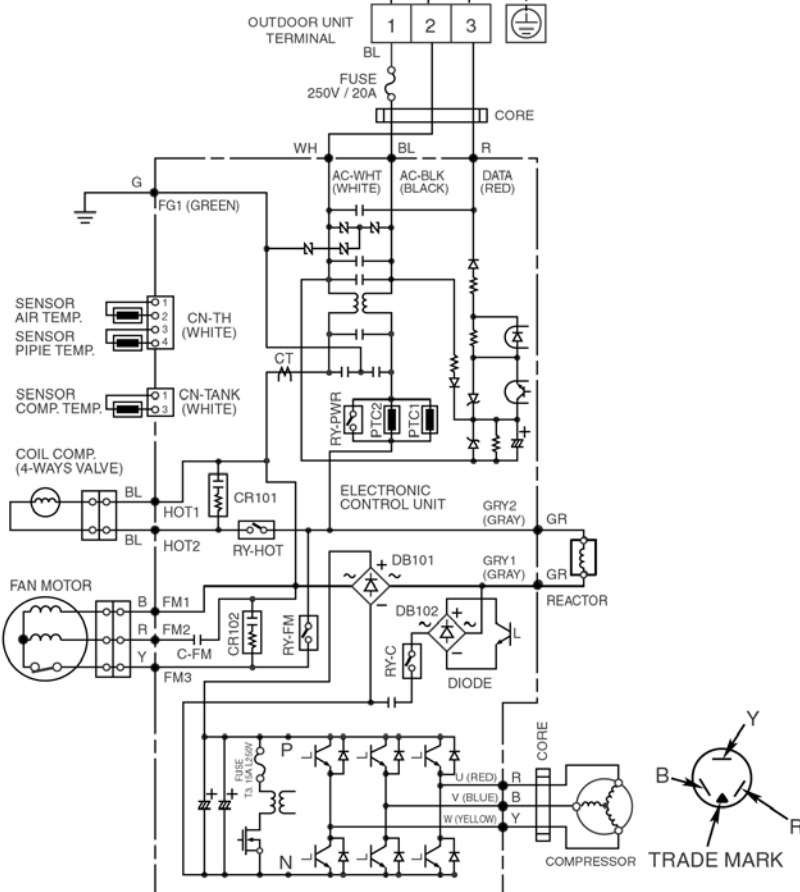 OUTDOOR UNIT
TERMINAL
1 2 3
BL
FUSE
250V / 20A
CORE
WH BL R
AC-WHT
(WHITE)
AC-BLK
(BLACK)
DATA
(RED)
G
FG1 (GREEN)
SENSOR
AIR TEMP.
SENSOR
PIPIE TEMP.
1
2
3
4
CN-TH
(WHITE)
CT
SENSOR
COMP. TEMP.
1
3
CN-TANK
(WHITE)
RY-PWR
PTC2
PTC1
+
COIL COMP.
(4-WAYS VALVE)
BL
HOT1
CR101
BL
HOT2
RY-HOT
ELECTRONIC
CONTROL UNIT
GRY2
(GRAY)
GR
GRY1
(GRAY)
GR
REACTOR
FAN MOTOR
B FM1
R FM2
Y FM3
C-FM
CR102
RY-FM
DB101
+
~ ~
−
DB102
+
~ ~
−
L
RY-C
DIODE
P
FUSE
T3. 15A L250V
L L L
+ +
U (RED) R
V (BLUE) B
W (YELLOW) Y
CORE
N
L L L
COMPRESSOR
Y
B
R
TRADE MARK